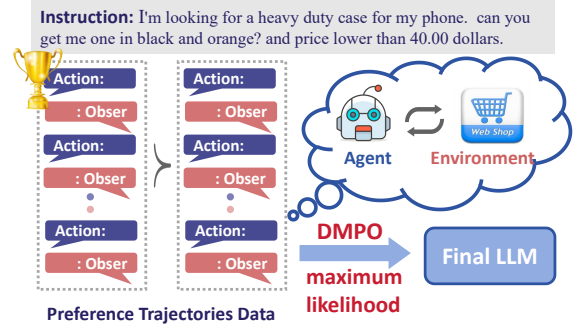 Instruction: I'm looking for a heavy duty case for my phone. can you
get me one in black and orange? and price lower than 40.00 dollars.
Action:
: Obser
Action:
: Obser
Action:
: Obser
Action:
: Obser
Action:
: Obser
Action:
: Obser
Preference Trajectories Data
Web Shop
Agent
Environment
DMPO
maximum
likelihood
Final LLM